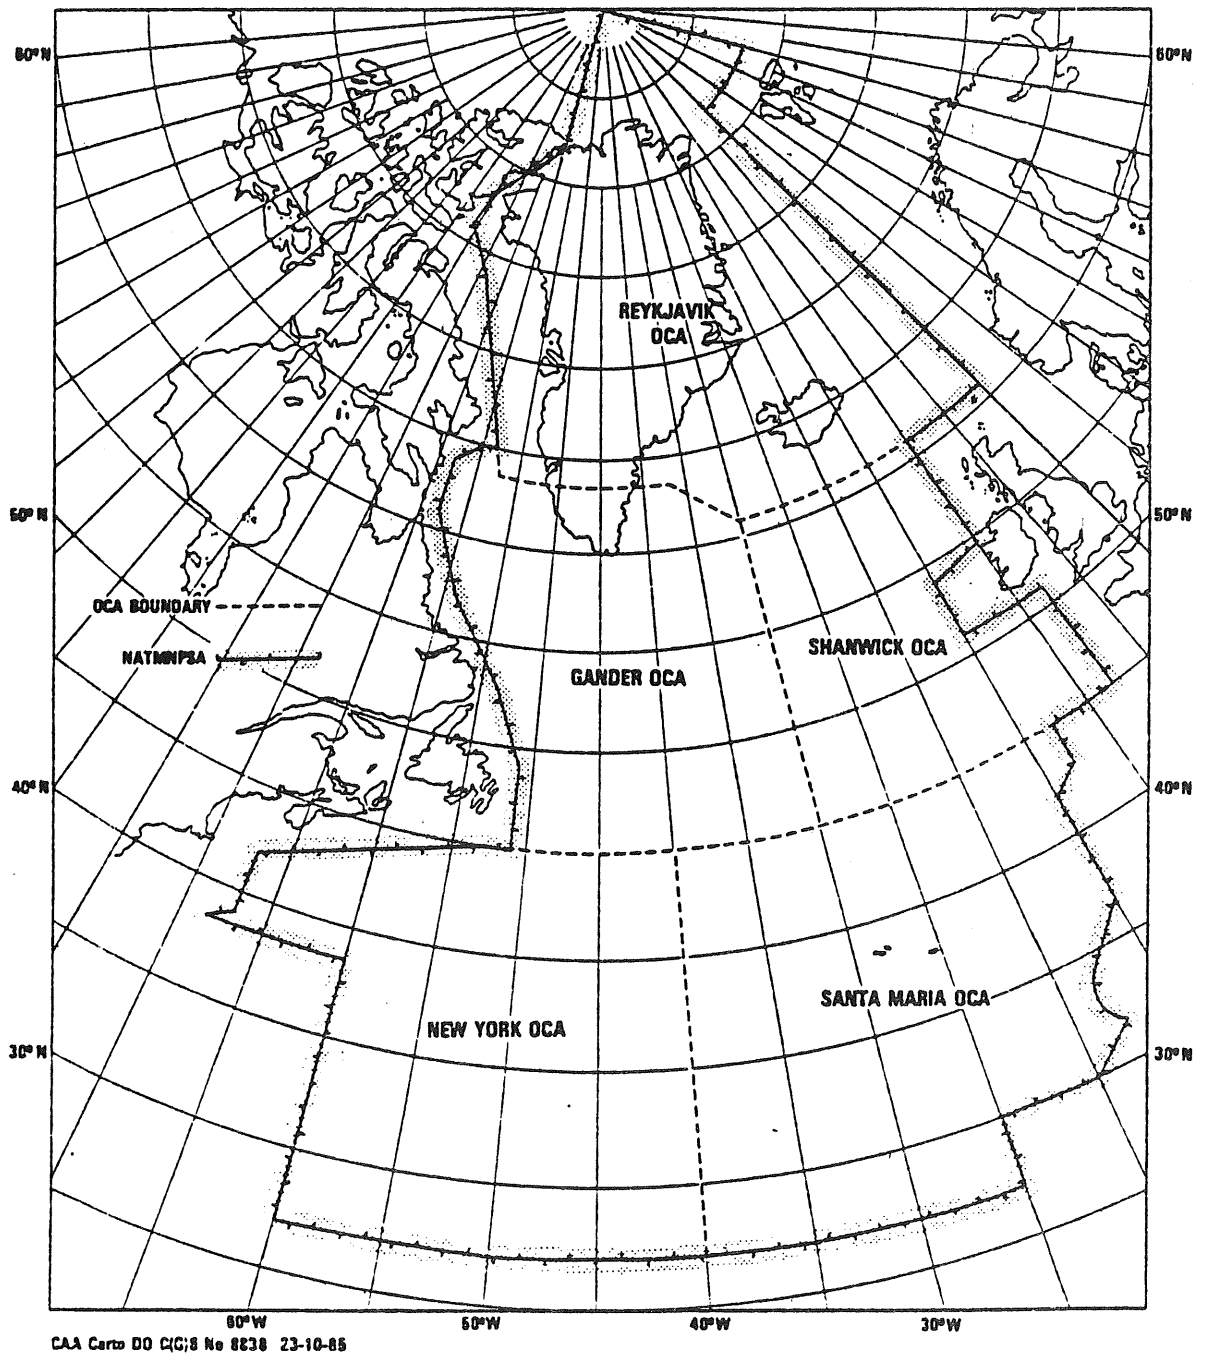 60°N 60°N
REYKJAVIK
OCA
50°N 50°N
OCA BOUNDARY
NATMNPSA
SHANWICK OCA
GANDER OCA
40°N 40°N
SANTA MARIA OCA
NEW YORK OCA
30°N 30°N
60°W 50°W 40°W 30°W
CAA Carto DO C(G)8 No 8838 23-10-85